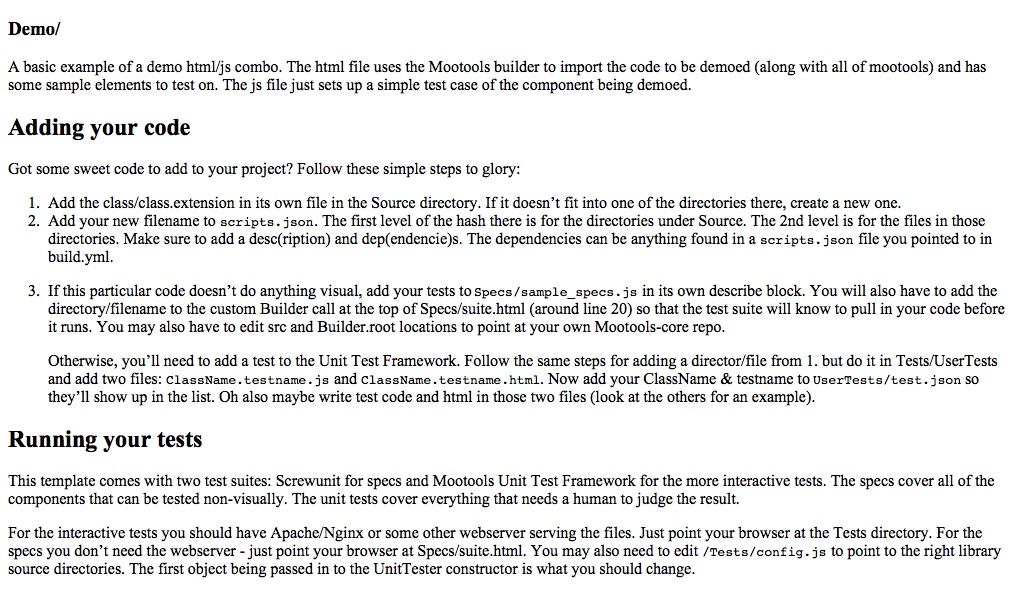 Demo/
A basic example of a demo html/js combo. The html file uses the Mootools builder to import the code to be demoed (along with all of mootools) and has
some sample elements to test on. The js file just sets up a simple test case of the component being demoed.
Adding your code
Got some sweet code to add to your project? Follow these simple steps to glory:
1. Add the class/class.extension in its own file in the Source directory. If it doesn't fit into one of the directories there, create a new one.
2. Add your new filename to scripts.json. The first level of the hash there is for the directories under Source. The 2nd level is for the files in those
directories. Make sure to add a desc(ription) and dep(endencie)s. The dependencies can be anything found in a scripts.json file you pointed to in
build.yml.
3. If this particular code doesn't do anything visual, add your tests to Specs/sample_specs.js in its own describe block. You will also have to add the
directory/filename to the custom Builder call at the top of Specs/suite.html (around line 20) so that the test suite will know to pull in your code before
it runs. You may also have to edit src and Builder.root locations to point at your own Mootools-core repo.
Otherwise, you'll need to add a test to the Unit Test Framework. Follow the same steps for adding a director/file from 1. but do it in Tests/UserTests
and add two files: ClassName.testname.js and ClassName.testname.html. Now add your ClassName & testname to UserTests/test.json so
they'll show up in the list. Oh also maybe write test code and html in those two files (look at the others for an example).
Running your tests
This template comes with two test suites: Screwunit for specs and Mootools Unit Test Framework for the more interactive tests. The specs cover all of the
components that can be tested non-visually. The unit tests cover everything that needs a human to judge the result.
For the interactive tests you should have Apache/Nginx or some other webserver serving the files. Just point your browser at the Tests directory. For the
specs you don't need the webserver - just point your browser at Specs/suite.html. You may also need to edit /Tests/config.js to point to the right library
source directories. The first object being passed in to the UnitTester constructor is what you should change.